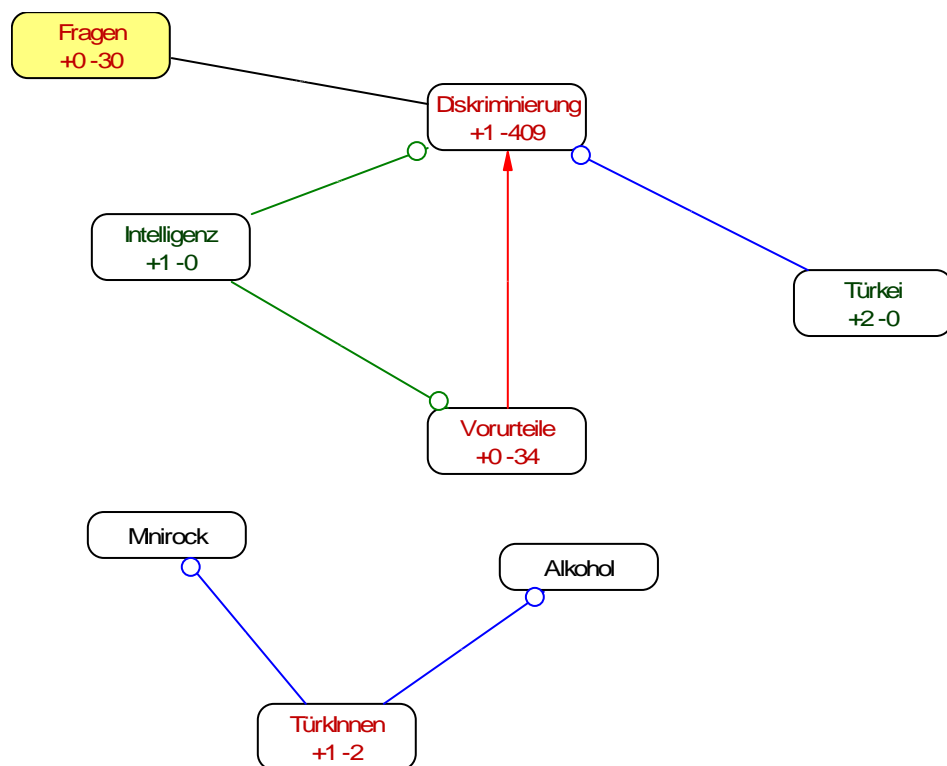 Fragen
+0 -30
Diskriminierung
+1 -409
Intelligenz
+1 -0
Türkei
+2 -0
Vorurteile
+0 -34
Mnirock
Alkohol
TürkInnen
+1 -2